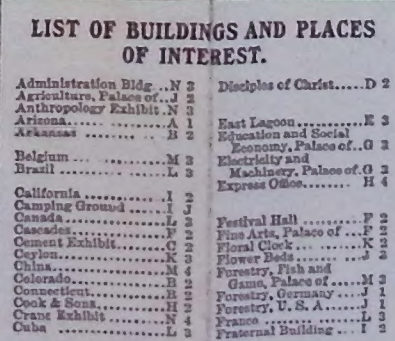 LIST OF BUILDINGS AND PLACES
OF INTEREST.
Administration Bldg...N 3
Agriculture, Palace of..J 2
Anthropology Exhibit.N 3
Arizona..............A 1
Arkansas .............B 2
Belgium ..............M 3
Brazil ...............L 3
California ...........I 2
Camping Ground .......I J
Canada...............L 2
Cascades.............F 2
Cement Exhibit.......C 2
Ceylon...............K 3
China................M 4
Colorado.............B 2
Connecticut..........B 2
Cook & Sons..........H 2
Crane Exhibit ........N 4
Cuba .................L 3
Disciples of Christ.....D 2
East Lagoon..........E 3
Education and Social
Economy, Palace of..G 3
Electricity and
Machinery, Palace of.G 2
Express Office........H 4
Festival Hall .........F 2
Fine Arts, Palace of ...F 2
Floral Clock..........K 2
Flower Beds..........J 2
Forestry, Fish and
Game, Palace of.....M 3
Forestry, Germany ...J 1
Forestry, U. S. A......J 1
France ..............L 3
Fraternal Building ...I 2